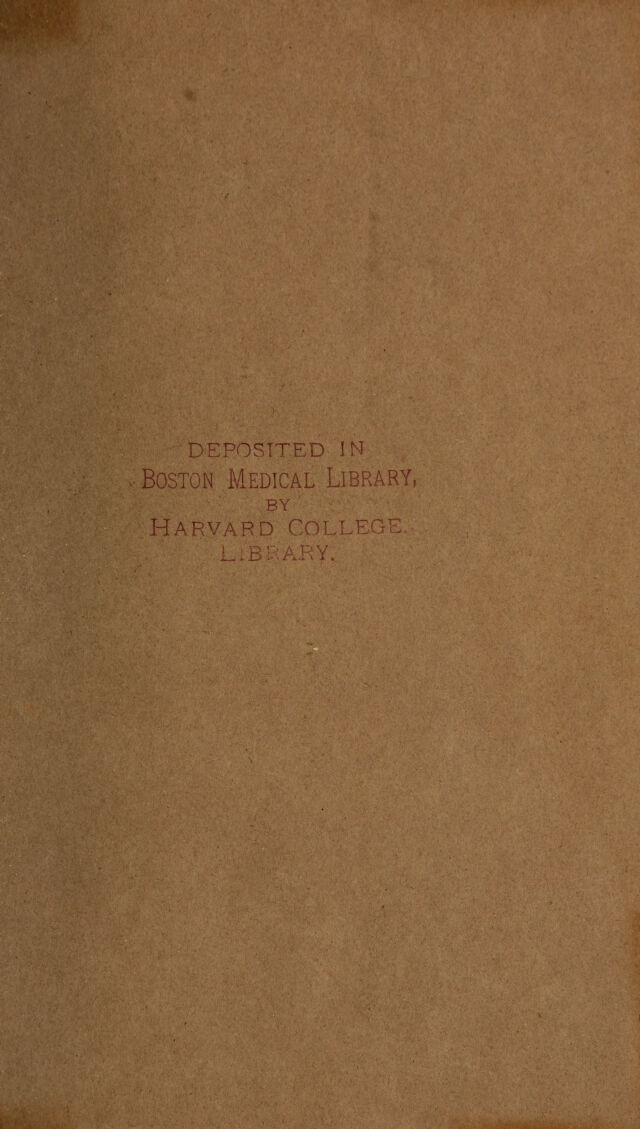 DEPOSITED IN
BOSTON MEDICAL LIBRARY,
BY
HARVARD COLLEGE.
LIBRARY.